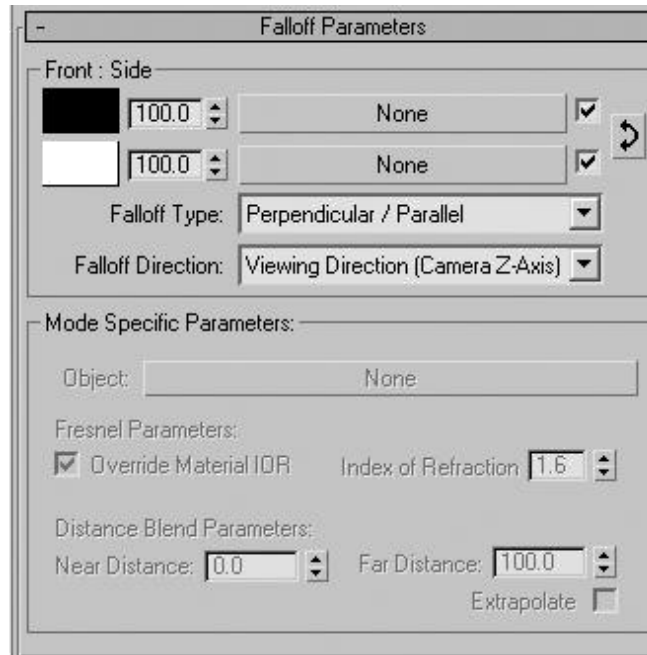 - Falloff Parameters
Front : Side
100.0 None
100.0 None
Falloff Type: Perpendicular / Parallel
Falloff Direction: Viewing Direction (Camera Z-Axis)
Mode Specific Parameters:
Object: None
Fresnel Parameters:
Override Material IOR Index of Refraction 1.6
Distance Blend Parameters:
Near Distance: 0.0 Far Distance: 100.0
Extrapolate